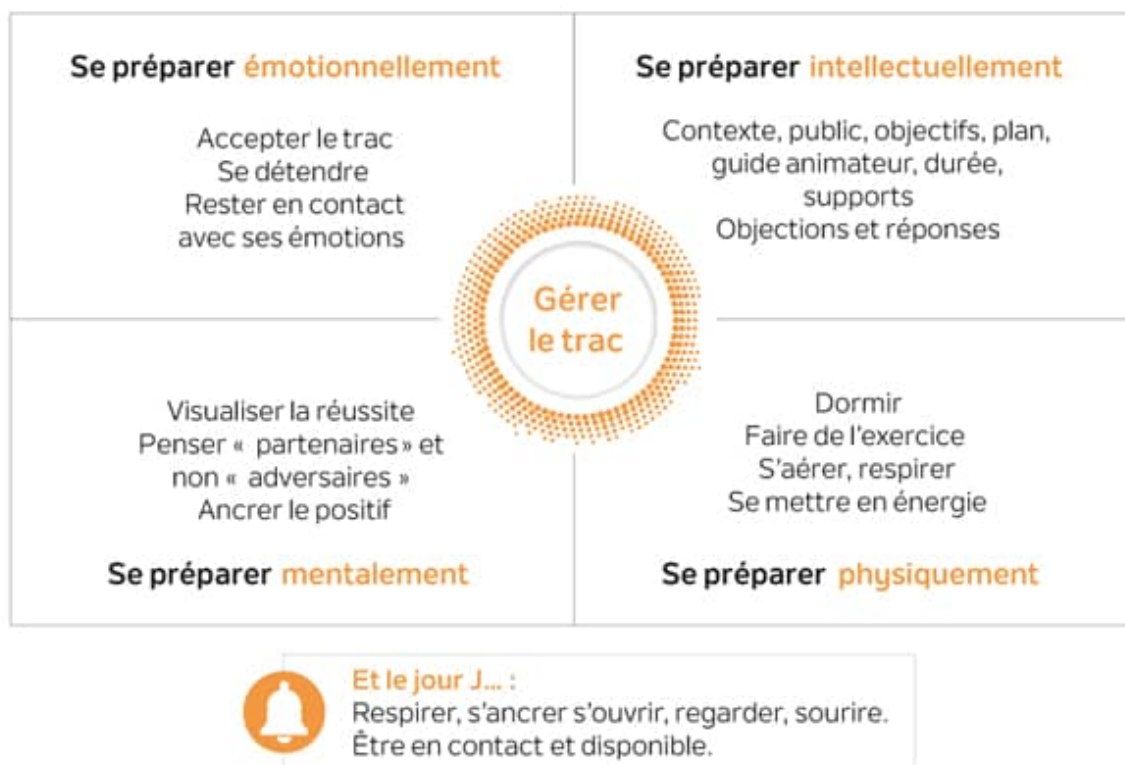 Se préparer émotionnellement
Accepter le trac
Se détendre
Rester en contact
avec ses émotions
Se préparer intellectuellement
Contexte, public, objectifs, plan,
guide animateur, durée,
supports
Objections et réponses
Gérer
le trac
Visualiser la réussite
Penser « partenaires » et
non « adversaires »
Ancrer le positif
Se préparer mentalement
Dormir
Faire de l'exercice
S'aérer, respirer
Se mettre en énergie
Se préparer physiquement
Et le jour J... :
Respirer, s'ancrer s'ouvrir, regarder, sourire.
Être en contact et disponible.